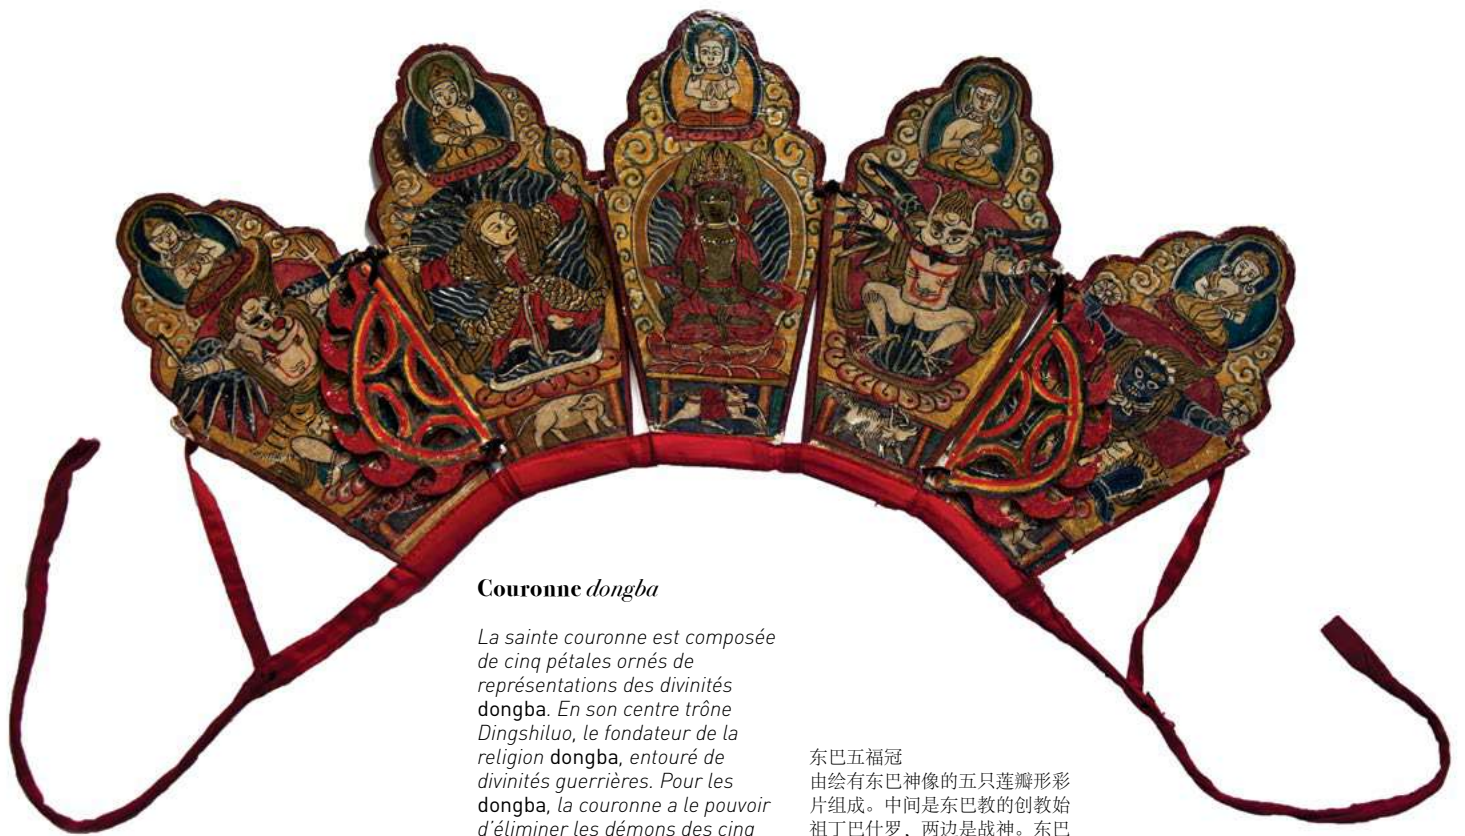 Couronne dongba
La sainte couronne est composée
de cinq pétales ornés de
représentations des divinités
dongba. En son centre trône
Dingshiluo, le fondateur de la
religion dongba, entouré de
divinités guerrières. Pour les
dongba, la couronne a le pouvoir
d'éliminer les démons des cinq
东巴五福冠
由绘有东巴神像的五只莲瓣形彩
片组成。中间是东巴教的创教始
祖丁巴什罗，两边是战神。东巴